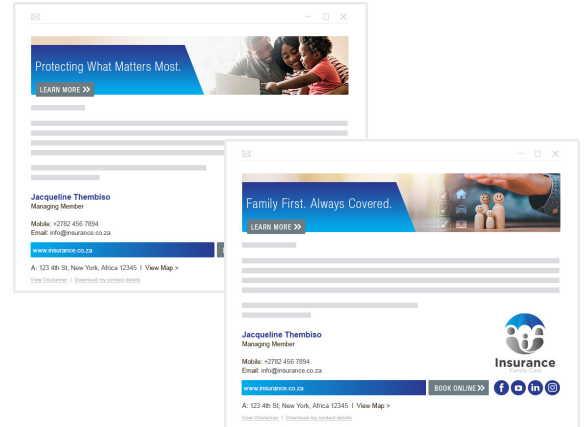 Protecting What Matters Most.
LEARN MORE
Jacqueline Thembiso
Managing Member
Mobile: +2782 456 7894
Email: info@insurance.co.za
www.insurance.co.za
A: 123 4th St, New York, Africa 12345 I View Map >
View Disclaimer | Download my contact details
Family First. Always Covered.
LEARN MORE
Jacqueline Thembiso
Managing Member
Mobile: +2782 456 7894
Email: info@insurance.co.za
www.insurance.co.za
BOOK ONLINE
A: 123 4th St, New York, Africa 12345 I View Map >
View Disclaimer | Download my contact details
Insurance
Family Care